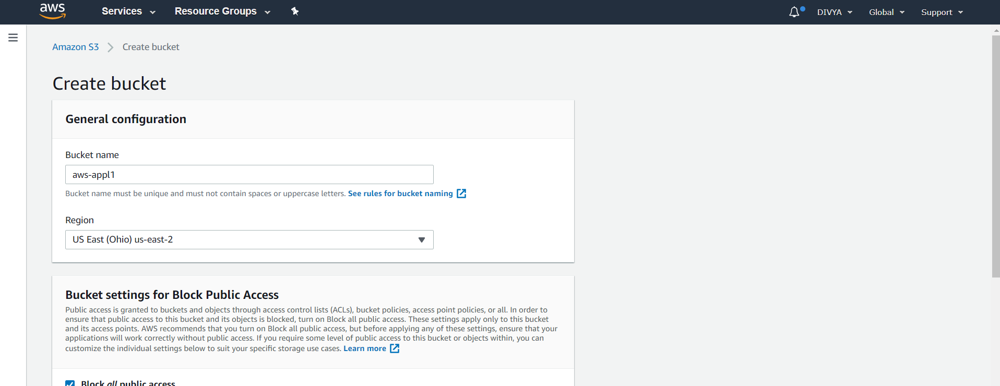 aws Services Resource Groups DIVYA Global Support
Amazon S3 Create bucket
Create bucket
General configuration
Bucket name
aws-appl1
Bucket name must be unique and must not contain spaces or uppercase letters. See rules for bucket naming
Region
US East (Ohio) us-east-2
Bucket settings for Block Public Access
Public access is granted to buckets and objects through access control lists (ACLs), bucket policies, access point policies, or all. In order to
ensure that public access to this bucket and its objects is blocked, turn on Block all public access. These settings apply only to this bucket
and its access points. AWS recommends that you turn on Block all public access, but before applying any of these settings, ensure that your
applications will work correctly without public access. If you require some level of public access to this bucket or objects within, you can
customize the individual settings below to suit your specific storage use cases. Learn more
Block all public access